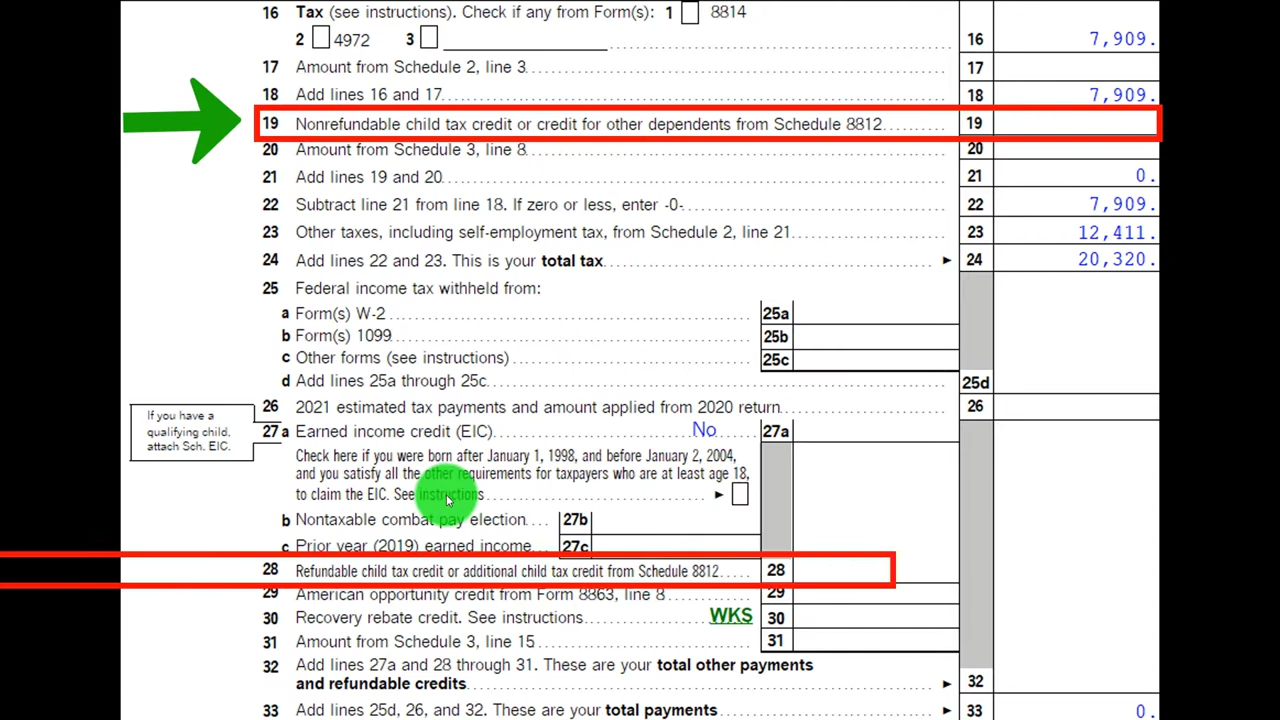 16 Tax (see instructions). Check if any from Form(s): 1 8814
2 4972 3 16 7,909.
17 Amount from Schedule 2, line 3 17
18 Add lines 16 and 17 18 7,909.
19 Nonrefundable child tax credit or credit for other dependents from Schedule 8812 19
20 Amount from Schedule 3, line 8 20
21 Add lines 19 and 20 21 0.
22 Subtract line 21 from line 18. If zero or less, enter -0- 22 7,909.
23 Other taxes, including self-employment tax, from Schedule 2, line 21 23 12,411.
24 Add lines 22 and 23. This is your total tax 24 20,320.
25 Federal income tax withheld from:
a Form(s) W-2 25a
b Form(s) 1099 25b
c Other forms (see instructions) 25c
d Add lines 25a through 25c 25d
26 2021 estimated tax payments and amount applied from 2020 return 26
If you have a
qualifying child,
attach Sch. EIC.
27a Earned income credit (EIC) No 27a
Check here if you were born after January 1, 1998, and before January 2, 2004,
and you satisfy all the other requirements for taxpayers who are at least age 18,
to claim the EIC. See instructions
b Nontaxable combat pay election 27b
c Prior year (2019) earned income 27c
28 Refundable child tax credit or additional child tax credit from Schedule 8812 28
29 American opportunity credit from Form 8863, line 8 29
30 Recovery rebate credit. See instructions WKS 30
31 Amount from Schedule 3, line 15 31
32 Add lines 27a and 28 through 31. These are your total other payments
and refundable credits 32
33 Add lines 25d, 26, and 32. These are your total payments 33 0.